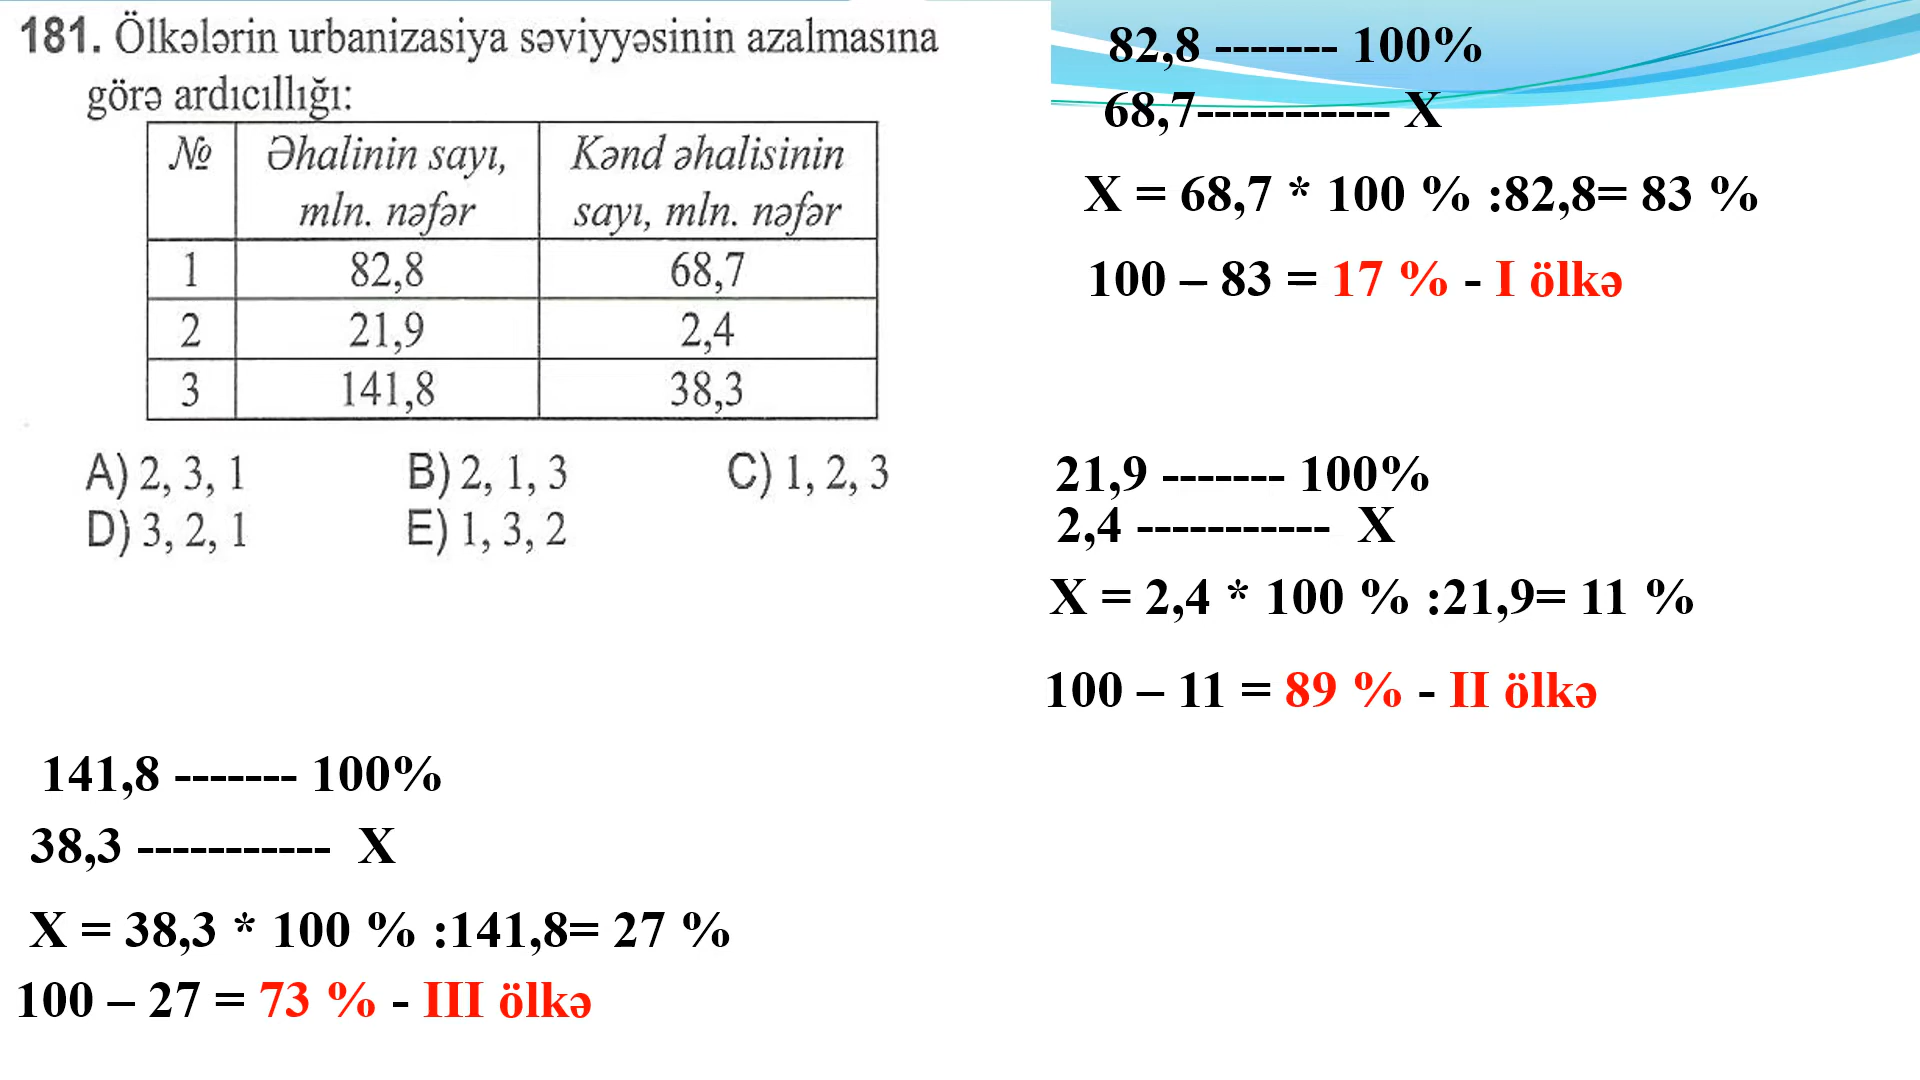 181. Ölkələrin urbanizasiya səviyyəsinin azalmasına
görə ardıcıllığı:
№ Əhalinin sayı, mln. nəfər Kənd əhalisinin sayı, mln. nəfər
1 82,8 68,7
2 21,9 2,4
3 141,8 38,3
A) 2, 3, 1 B) 2, 1, 3 C) 1, 2, 3
D) 3, 2, 1 E) 1, 3, 2
82,8 ------- 100%
68,7----------- X
X = 68,7 * 100 % :82,8= 83 %
100 – 83 = 17 % - I ölkə
21,9 ------- 100%
2,4 ----------- X
X = 2,4 * 100 % :21,9= 11 %
100 – 11 = 89 % - II ölkə
141,8 ------- 100%
38,3 ----------- X
X = 38,3 * 100 % :141,8= 27 %
100 – 27 = 73 % - III ölkə